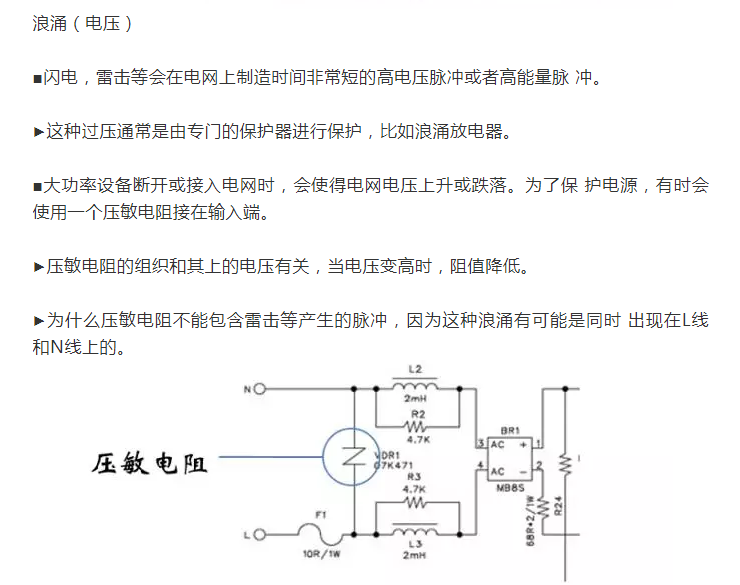 浪涌（电压）
■闪电，雷击等会在电网上制造时间非常短的高电压脉冲或者高能量脉 冲。
►这种过压通常是由专门的保护器进行保护，比如浪涌放电器。
■大功率设备断开或接入电网时，会使得电网电压上升或跌落。为了保 护电源，有时会
使用一个压敏电阻接在输入端。
►压敏电阻的组织和其上的电压有关，当电压变高时，阻值降低。
►为什么压敏电阻不能包含雷击等产生的脉冲，因为这种浪涌有可能是同时 出现在L线
和N线上的。
L2
N
2mH
R2
4.7K
BR1
3 AC + 1
4 AC - 2
MB8S
压敏电阻
VDR1
07K471
R3
4.7K
F1
L
10R/1W
L3
2mH
68R*2/1W
R24